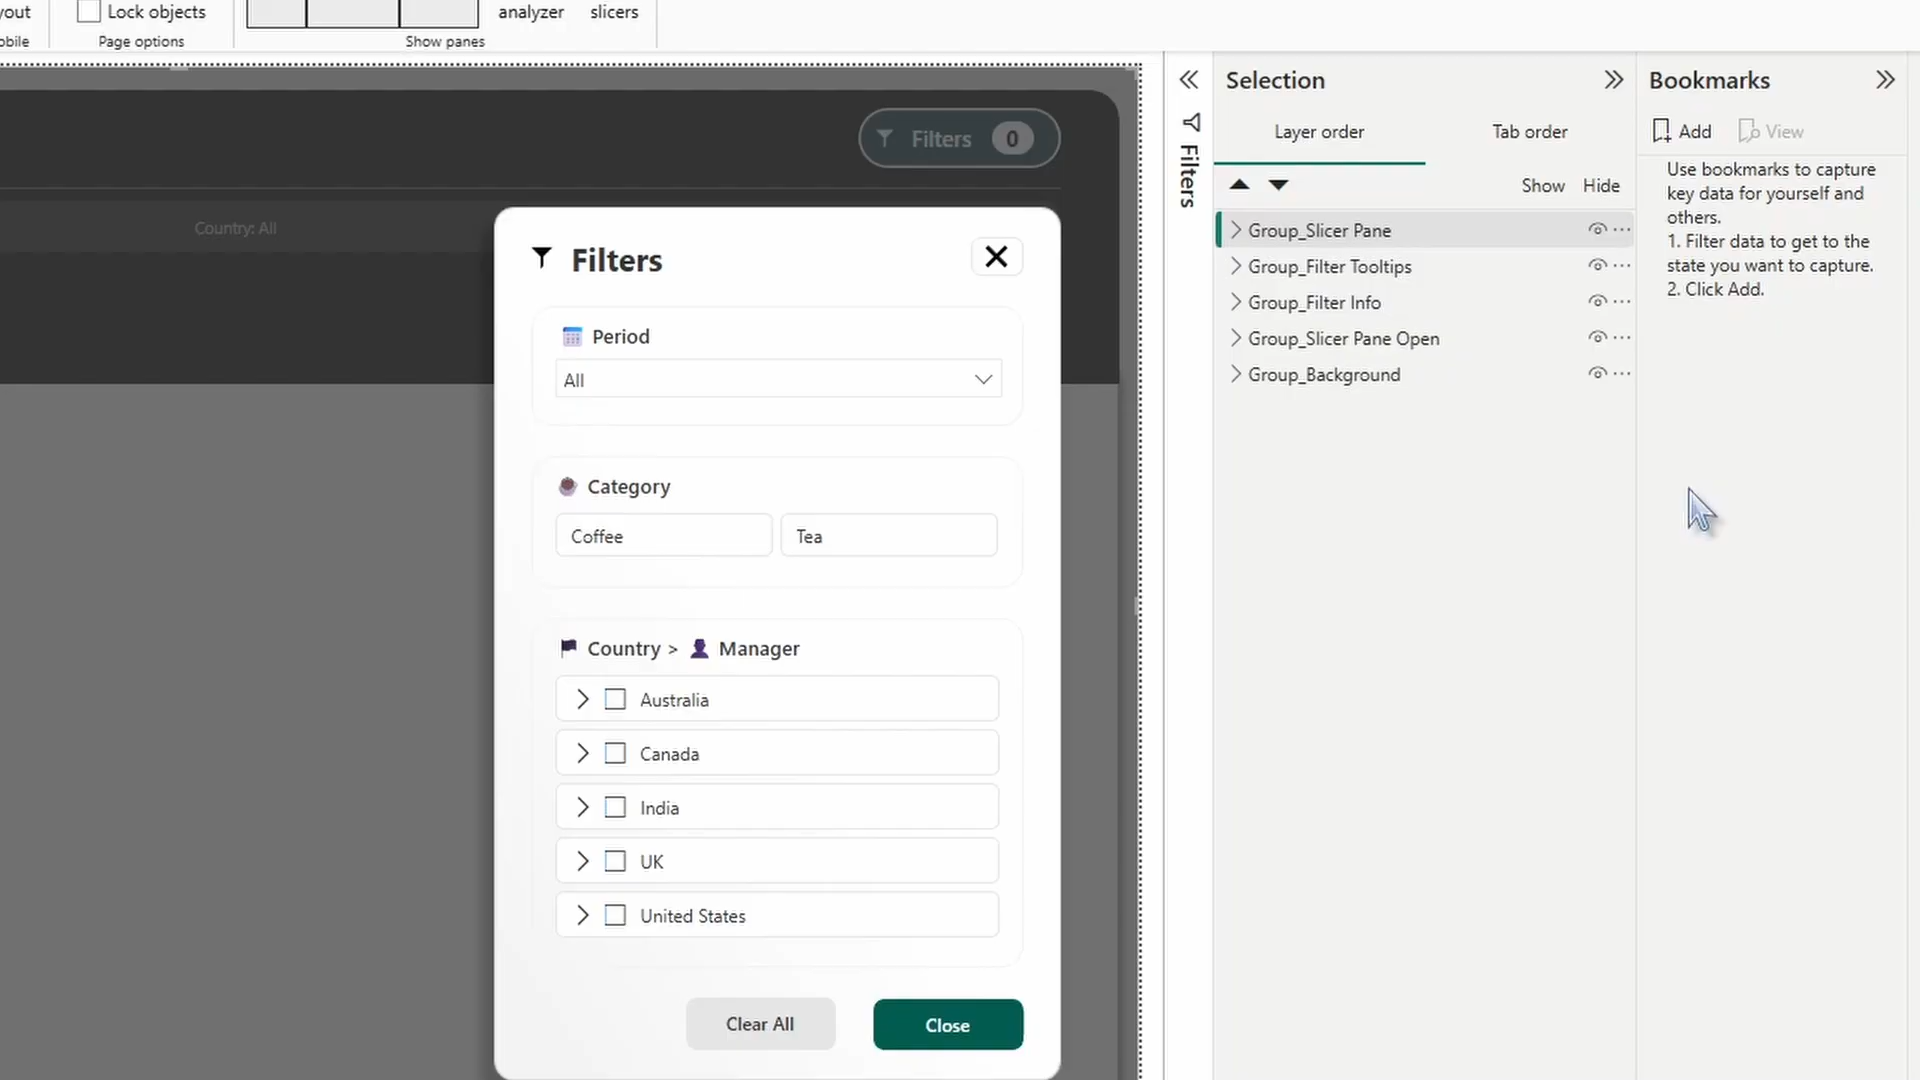 yout
Lock objects
analyzer
slicers
obile
Page options
Show panes
Filters 0
Country: All
Filters
Period
All
Category
Coffee
Tea
Country > Manager
Australia
Canada
India
UK
United States
Clear All
Close
Filters
Selection
Layer order
Tab order
Show
Hide
Group_Slicer Pane
Group_Filter Tooltips
Group_Filter Info
Group_Slicer Pane Open
Group_Background
Bookmarks
Add
View
Use bookmarks to capture
key data for yourself and
others.
1. Filter data to get to the
state you want to capture.
2. Click Add.